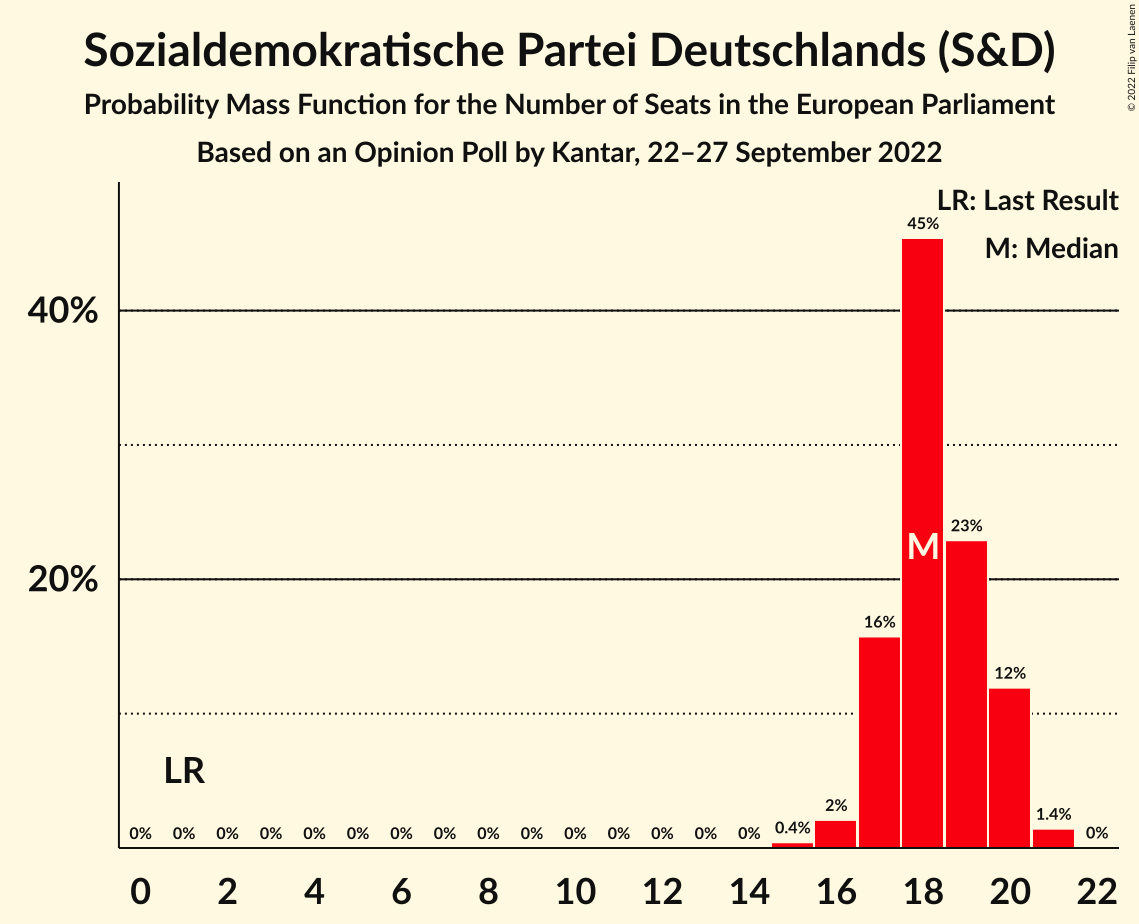 Sozialdemokratische Partei Deutschlands (S&D)
Probability Mass Function for the Number of Seats in the European Parliament
Based on an Opinion Poll by Kantar, 22–27 September 2022
© 2022 Filip van Laenen
LR: Last Result
M: Median
45%
40%
23%
M
20%
16%
12%
LR
2%
1.4%
0% 0% 0% 0% 0% 0% 0% 0% 0% 0% 0% 0% 0% 0% 0% 0.4% 0%
0 2 4 6 8 10 12 14 16 18 20 22